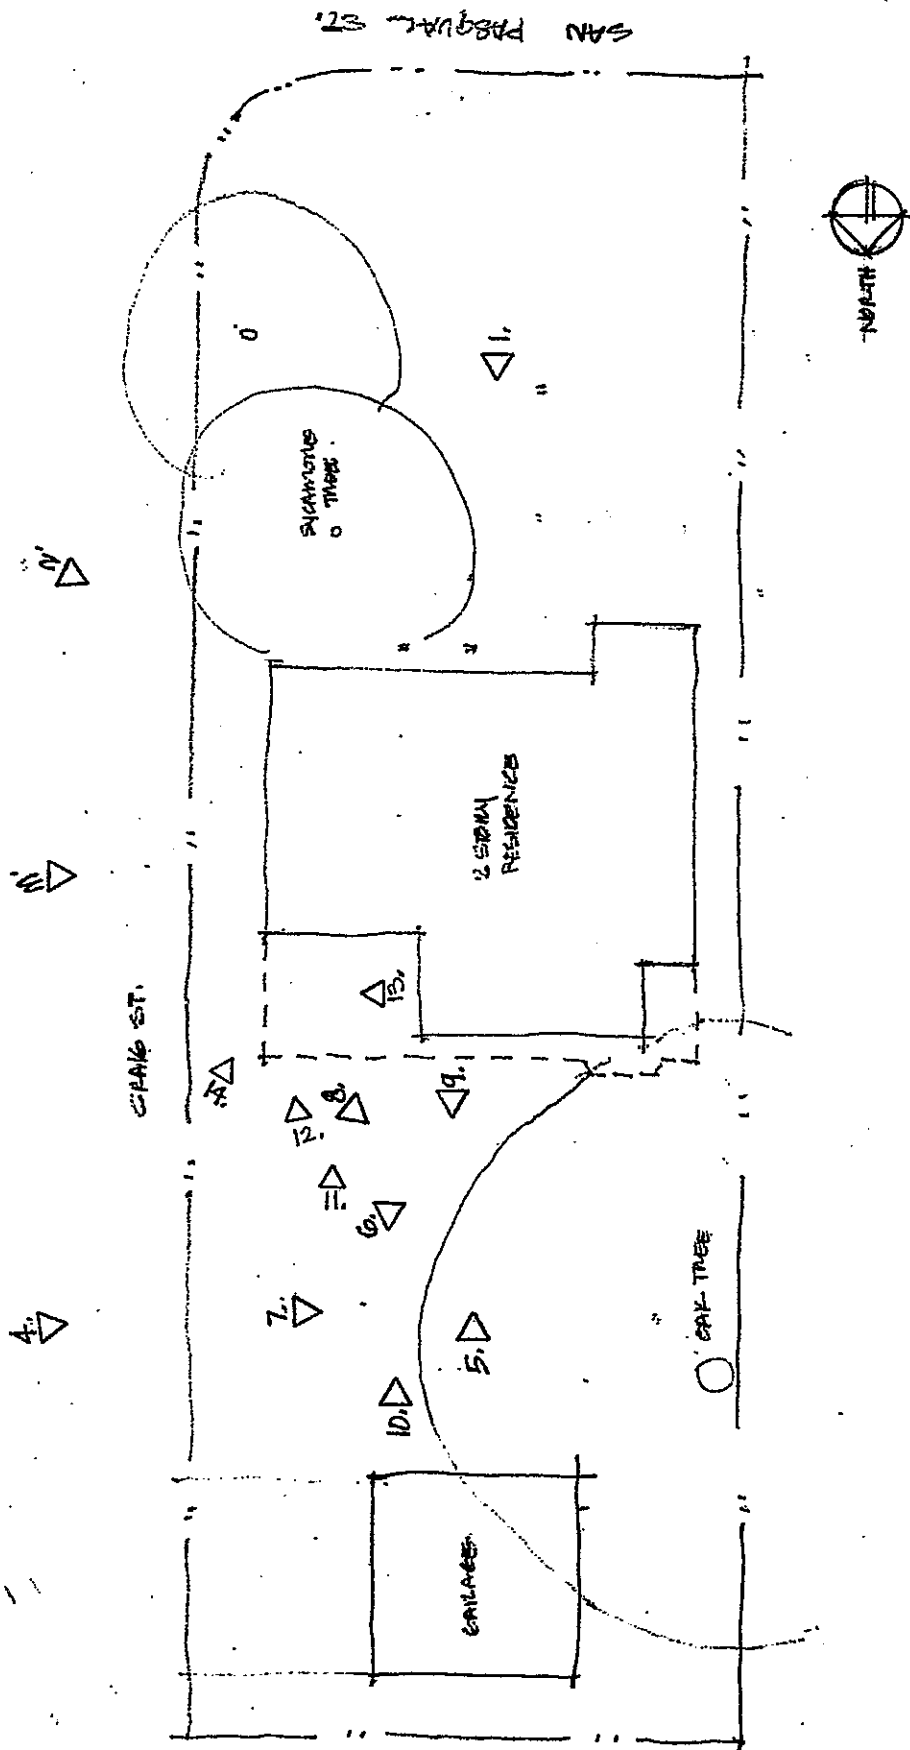 SAN PASQUAL ST.
NORTH
1.
SYCAMORE
TREE.
2.
2 STORY
RESIDENCE
3.
CRAIG ST.
13.
A.
8.
9.
12.
11.
6.
7.
4.
5.
10.
OAK TREE
GARAGE